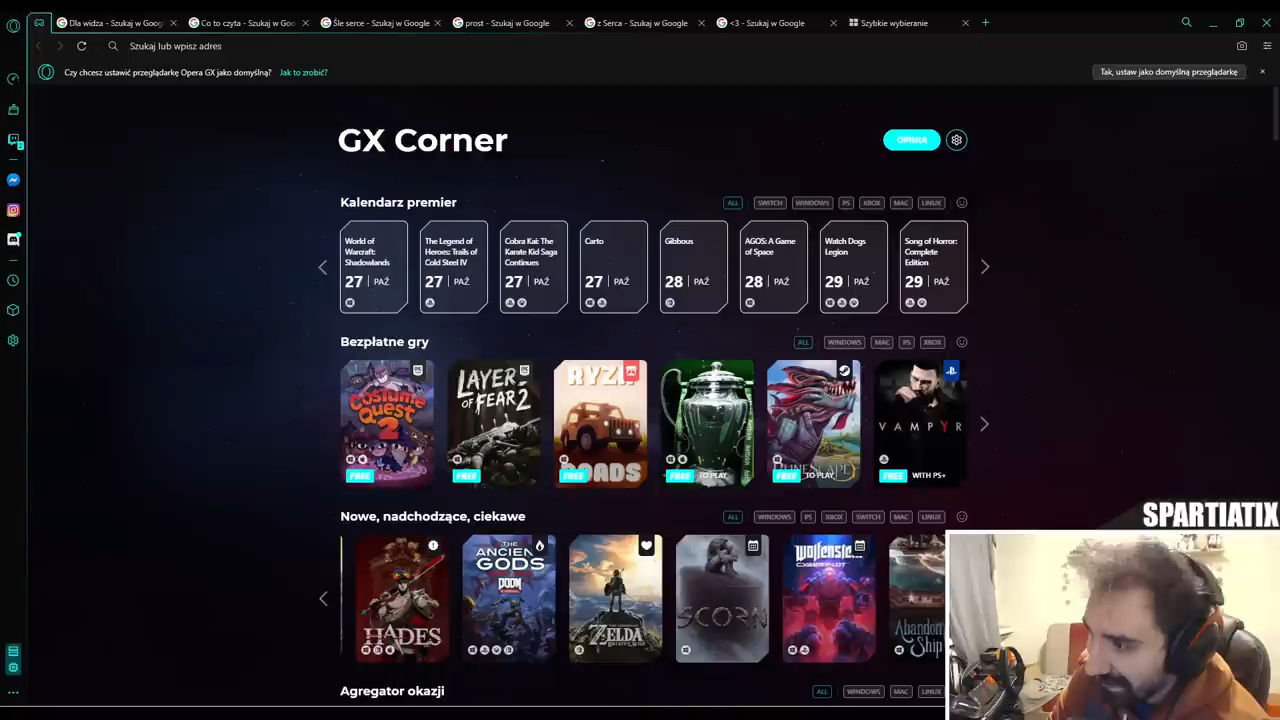 Dla widza - Szukaj w Googl
Co to czyta - Szukaj w Goo
Śle serce - Szukaj w Google
prost - Szukaj w Google
z Serca - Szukaj w Google
<3 - Szukaj w Google
Szybkie wybieranie
Szukaj lub wpisz adres
Czy chcesz ustawić przeglądarkę Opera GX jako domyślną? Jak to zrobić?
Tak, ustaw jako domyślną przeglądarkę
GX Corner
Kalendarz premier
ALL SWITCH WINDOWS PS XBOX MAC LINUX
World of
Warcraft:
Shadowlands
27 | PAŹ
The Legend of
Heroes: Trails of
Cold Steel IV
27 | PAŹ
Cobra Kai: The
Karate Kid Saga
Continues
27 | PAŹ
Carto
27 | PAŹ
Gibbous
28 | PAŹ
AGOS: A Game
of Space
28 | PAŹ
Watch Dogs
Legion
29 | PAŹ
Song of Horror:
Complete
Edition
29 | PAŹ
Bezpłatne gry
ALL WINDOWS MAC PS XBOX
COSTUME
QUEST
2
FREE
LAYERS
OF FEAR 2
FREE
ROADS
FREE
FREE TO PLAY
RUNESCAPE
FREE TO PLAY
VAMPYR
FREE WITH PS+
Nowe, nadchodzące, ciekawe
ALL WINDOWS PS XBOX SWITCH MAC LINUX
HADES
THE
ANCIENT
GODS
DOOM
THE LEGEND OF
ZELDA
SCORN
Wolfenstein
CYBERPILOT
Abandon
Ship
Agregator okazji
ALL WINDOWS MAC LINUX
SPARTIATIX